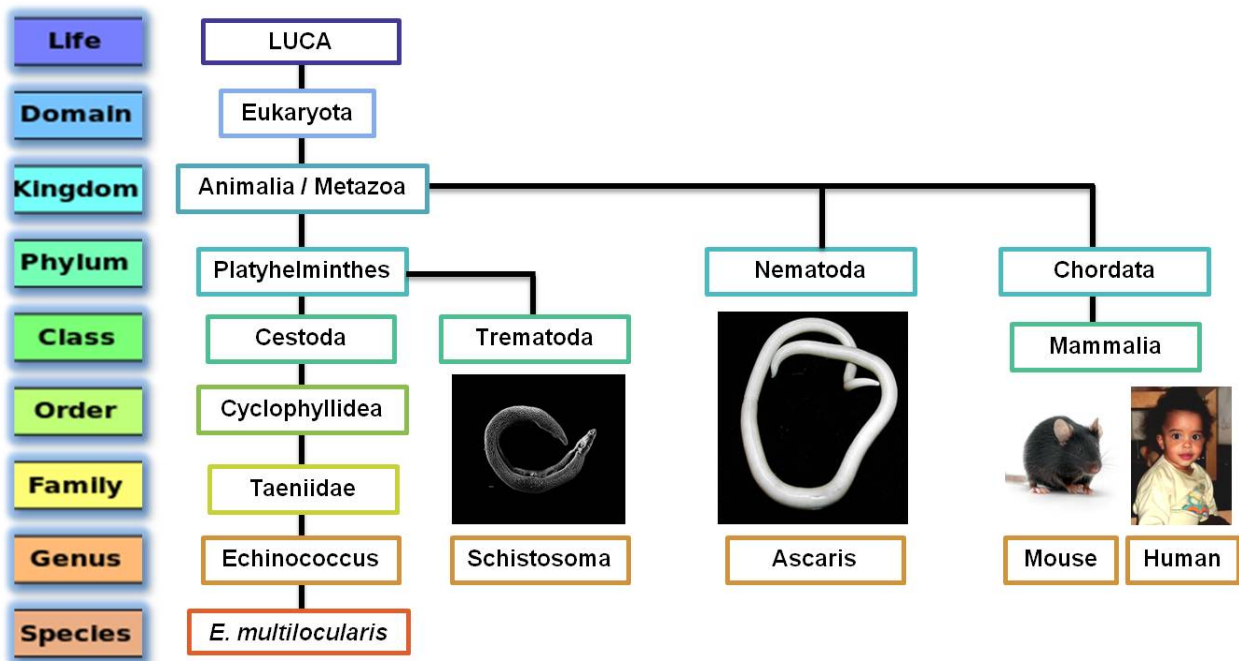 Life
LUCA
Domain
Eukaryota
Kingdom
Animalia / Metazoa
Phylum
Platyhelminthes
Nematoda
Chordata
Class
Cestoda
Trematoda
Mammalia
Order
Cyclophyllidea
Family
Taeniidae
Genus
Echinococcus
Schistosoma
Ascaris
Mouse
Human
Species
E. multilocularis